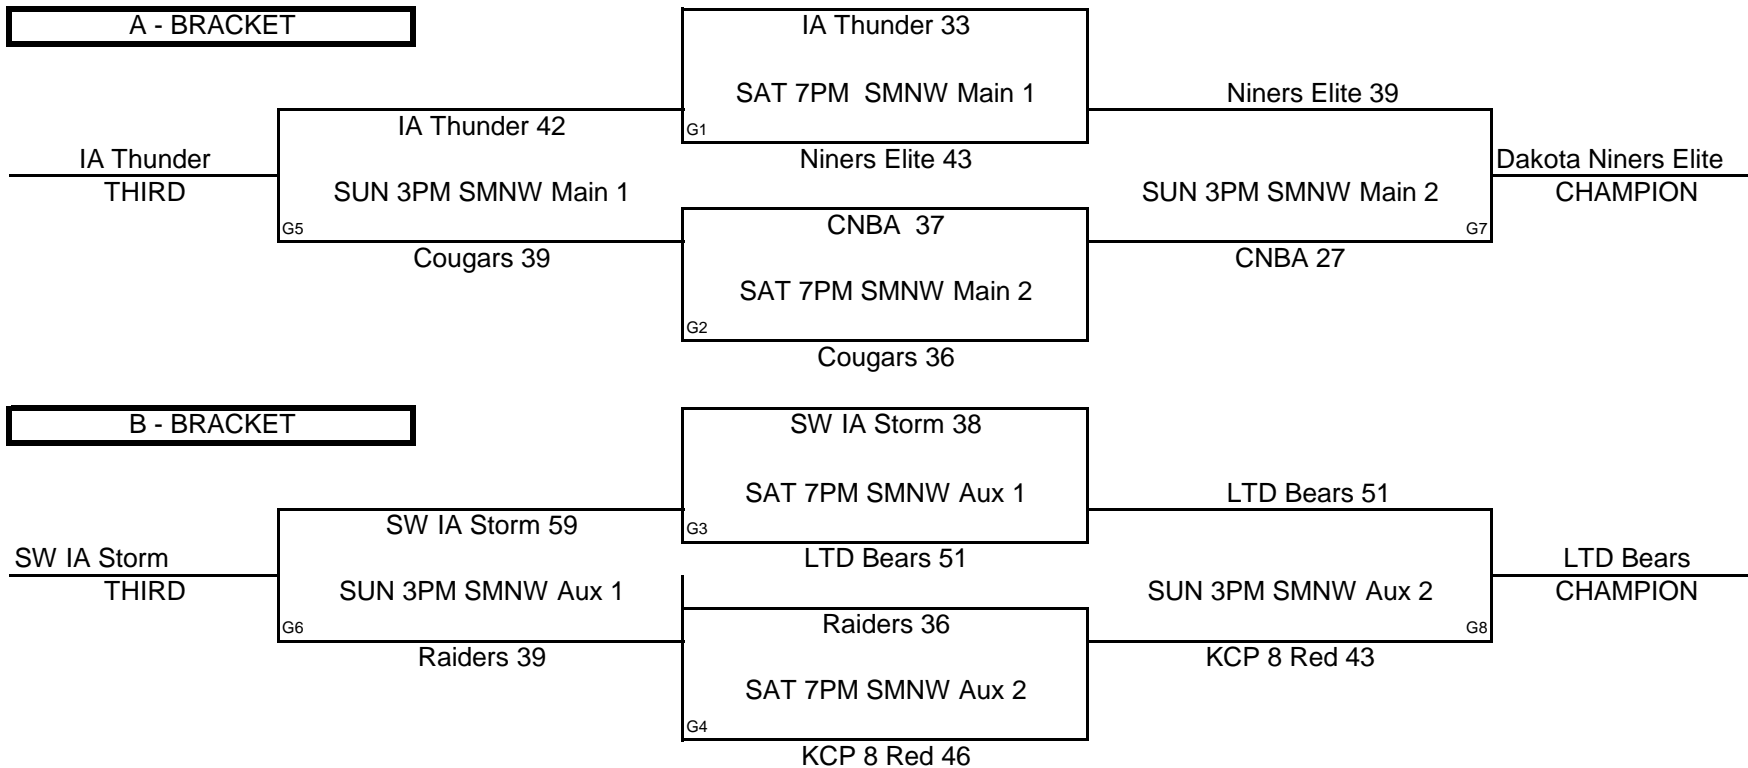 A - BRACKET
IA Thunder 33
SAT 7PM  SMNW Main 1
Niners Elite 39
IA Thunder 42
G1
IA Thunder
Niners Elite 43
Dakota Niners Elite
THIRD
SUN 3PM SMNW Main 1
SUN 3PM SMNW Main 2
CHAMPION
G5
CNBA  37
G7
Cougars 39
CNBA 27
SAT 7PM SMNW Main 2
G2
Cougars 36
B - BRACKET
SW IA Storm 38
SAT 7PM SMNW Aux 1
LTD Bears 51
SW IA Storm 59
G3
SW IA Storm
LTD Bears 51
LTD Bears
THIRD
SUN 3PM SMNW Aux 1
SUN 3PM SMNW Aux 2
CHAMPION
G6
Raiders 36
G8
Raiders 39
KCP 8 Red 43
SAT 7PM SMNW Aux 2
G4
KCP 8 Red 46